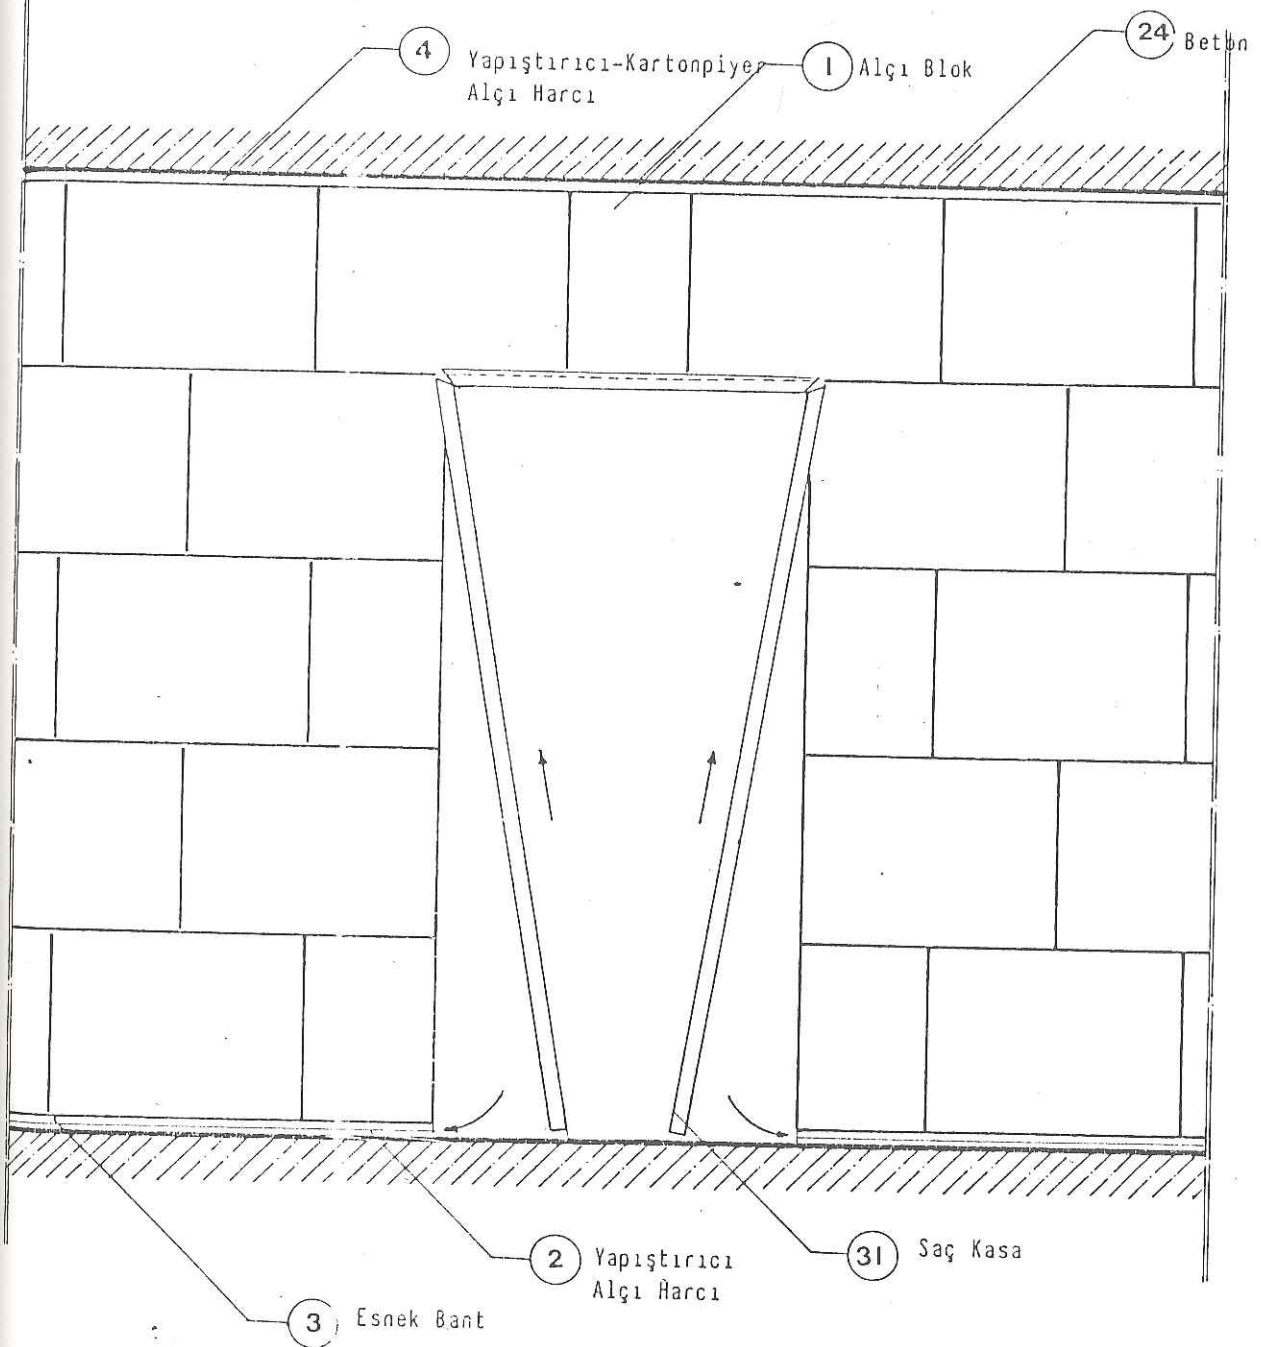 4 Yapıştırıcı-Kartonpiyer
Alçı Harcı
1 Alçı Blok
24 Beton
2 Yapıştırıcı
Alçı Harcı
31 Saç Kasa
3 Esnek Bant